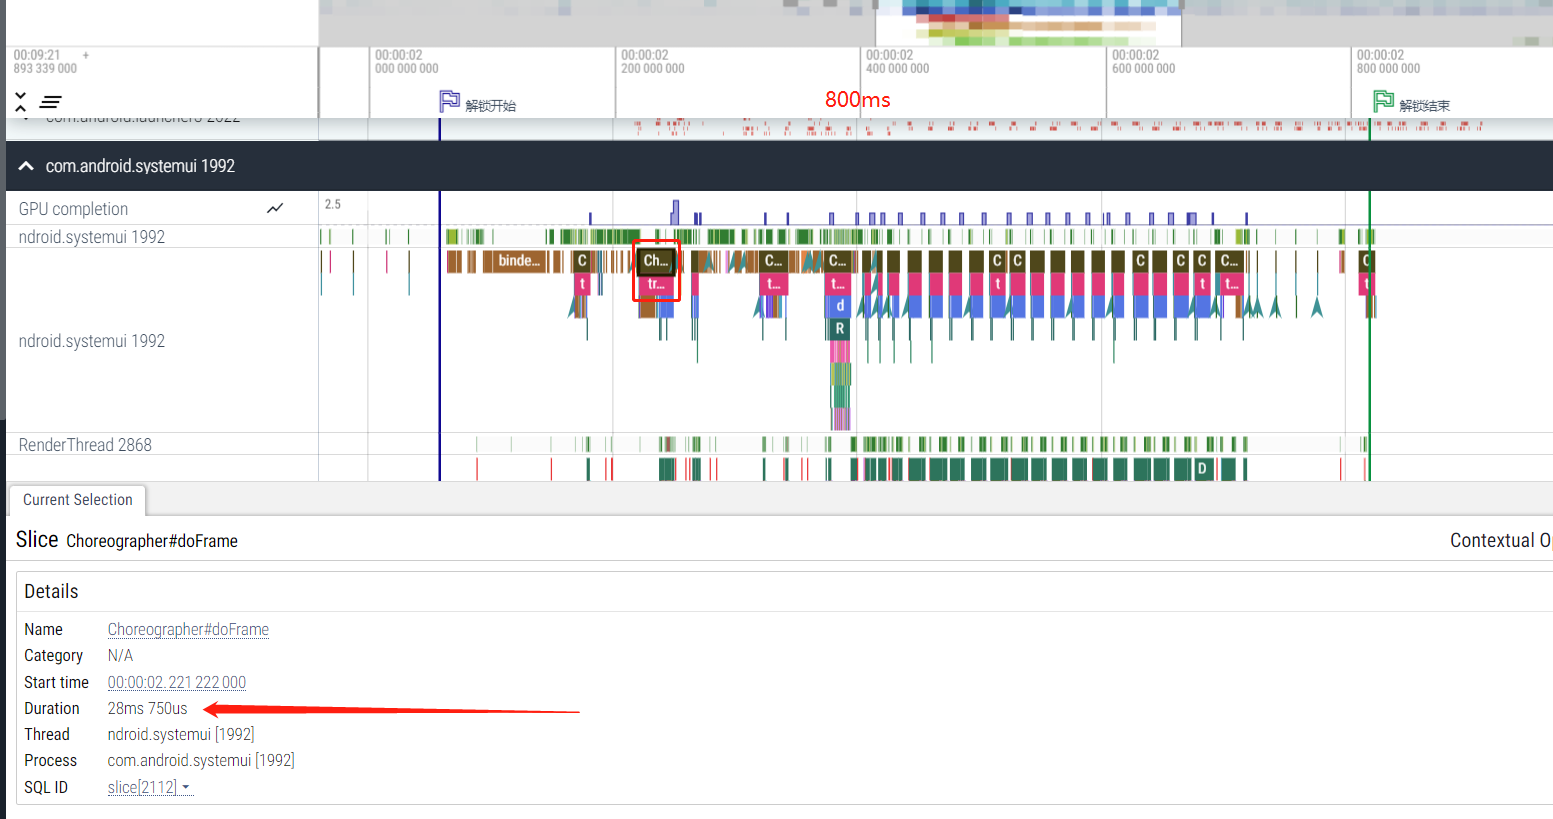 00:09:21 +
893 339 000
00:00:02
000 000 000
00:00:02
200 000 000
00:00:02
400 000 000
00:00:02
600 000 000
00:00:02
800 000 000
解锁开始
800ms
解锁结束
com.android.systemui 1992
GPU completion
2.5
ndroid.systemui 1992
binde...
C
Ch...
C...
C...
C
C
C
C
C
C...
C
t
tr...
t...
t...
t
t
t...
t
d
R
ndroid.systemui 1992
RenderThread 2868
D
Current Selection
Slice Choreographer#doFrame
Contextual Op
Details
Name Choreographer#doFrame
Category N/A
Start time 00:00:02.221 222 000
Duration 28ms 750us
Thread ndroid.systemui [1992]
Process com.android.systemui [1992]
SQL ID slice[2112]